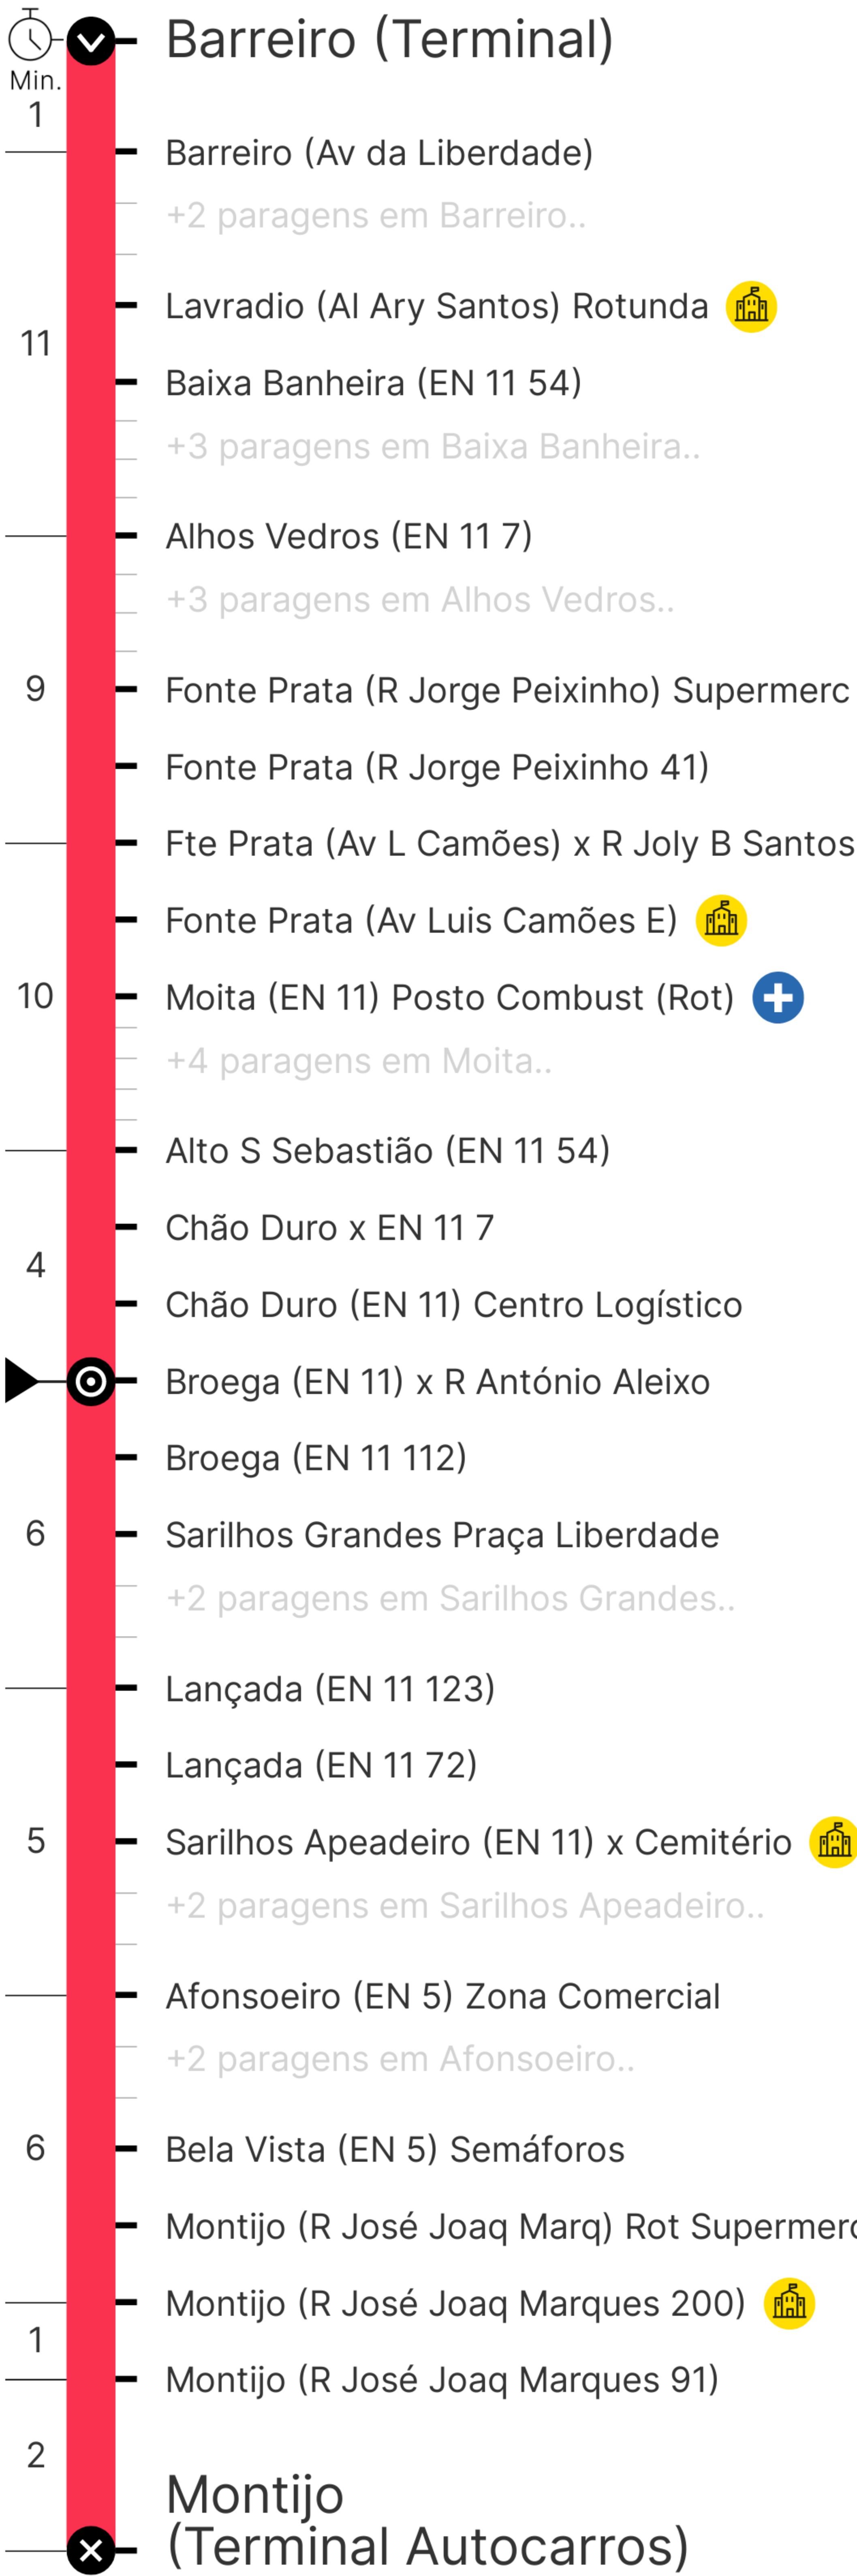 Barreiro (Terminal)
Min.
1
Barreiro (Av da Liberdade)
+2 paragens em Barreiro..
Lavradio (Al Ary Santos) Rotunda
11
Baixa Banheira (EN 11 54)
+3 paragens em Baixa Banheira..
Alhos Vedros (EN 11 7)
+3 paragens em Alhos Vedros..
9
Fonte Prata (R Jorge Peixinho) Supermerc
Fonte Prata (R Jorge Peixinho 41)
Fte Prata (Av L Camões) x R Joly B Santos
Fonte Prata (Av Luis Camões E)
10
Moita (EN 11) Posto Combust (Rot)
+4 paragens em Moita..
Alto S Sebastião (EN 11 54)
Chão Duro x EN 11 7
4
Chão Duro (EN 11) Centro Logístico
Broega (EN 11) x R António Aleixo
Broega (EN 11 112)
6
Sarilhos Grandes Praça Liberdade
+2 paragens em Sarilhos Grandes..
Lançada (EN 11 123)
Lançada (EN 11 72)
5
Sarilhos Apeadeiro (EN 11) x Cemitério
+2 paragens em Sarilhos Apeadeiro..
Afonsoeiro (EN 5) Zona Comercial
+2 paragens em Afonsoeiro..
6
Bela Vista (EN 5) Semáforos
Montijo (R José Joaq Marq) Rot Supermerc
Montijo (R José Joaq Marques 200)
1
Montijo (R José Joaq Marques 91)
2
Montijo
(Terminal Autocarros)